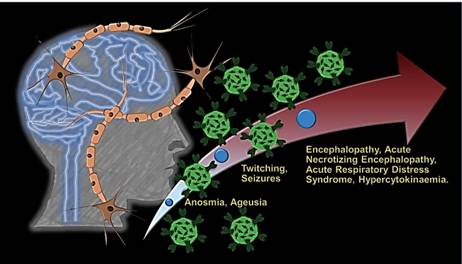 Encephalopathy, Acute
Necrotizing Encephalopathy,
Acute Respiratory Distress
Syndrome, Hypercytokinaemia.
Twitching,
Seizures
Anosmia, Ageusia